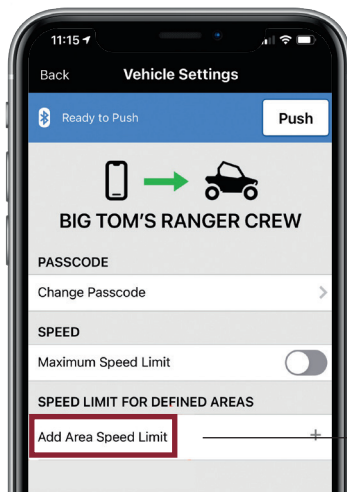 11:15
Back Vehicle Settings
Ready to Push Push
BIG TOM'S RANGER CREW
PASSCODE
Change Passcode
SPEED
Maximum Speed Limit
SPEED LIMIT FOR DEFINED AREAS
Add Area Speed Limit +